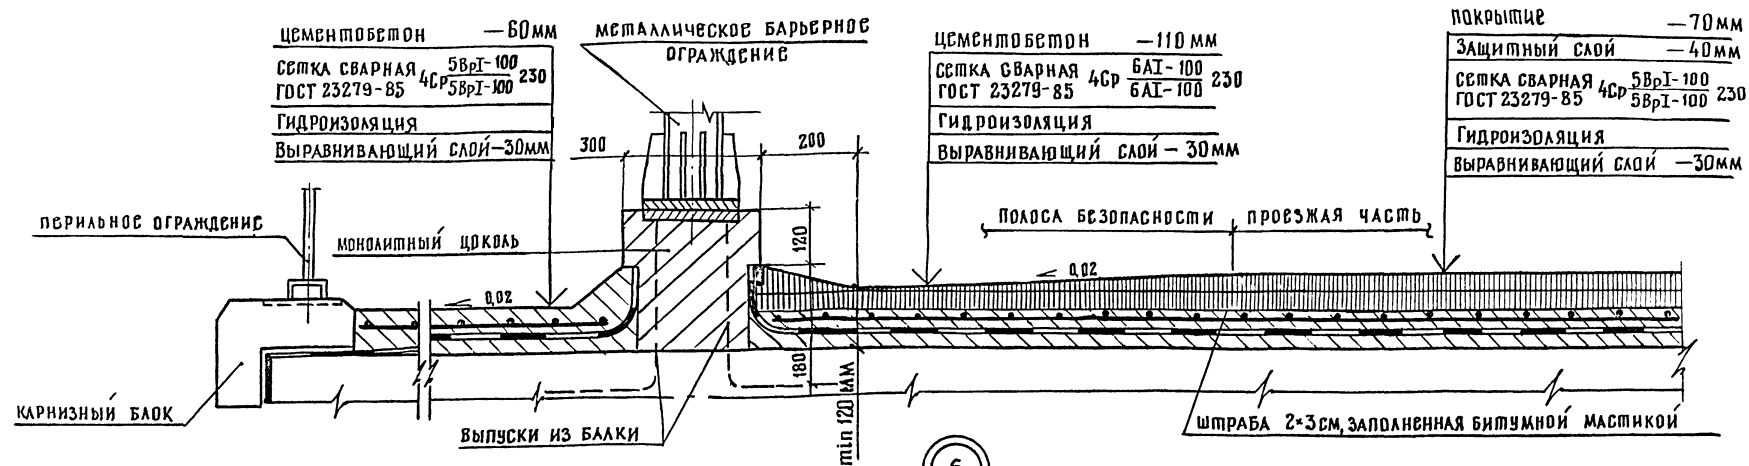 ЦЕМЕНТОБЕТОН —60мм
СЕТКА СВАРНАЯ 4Ср 5ВрI-100/5ВрI-100 230
ГОСТ 23279-85
ГИДРОИЗОЛЯЦИЯ
ВЫРАВНИВАЮЩИЙ СЛОЙ—30мм
МЕТАЛЛИЧЕСКОЕ БАРЬЕРНОЕ
ОГРАЖДЕНИЕ
ЦЕМЕНТОБЕТОН —110 мм
СЕТКА СВАРНАЯ 4Ср 6АI-100/6АI-100 230
ГОСТ 23279-85
ГИДРОИЗОЛЯЦИЯ
ВЫРАВНИВАЮЩИЙ СЛОЙ — 30мм
ПОКРЫТИЕ —70мм
ЗАЩИТНЫЙ СЛОЙ —40мм
СЕТКА СВАРНАЯ 4Ср 5ВрI-100/5ВрI-100 230
ГОСТ 23279-85
ГИДРОИЗОЛЯЦИЯ
ВЫРАВНИВАЮЩИЙ СЛОЙ —30мм
300
200
ПЕРИЛЬНОЕ ОГРАЖДЕНИЕ
МОНОЛИТНЫЙ ЦОКОЛЬ
120
ПОЛОСА БЕЗОПАСНОСТИ
ПРОЕЗЖАЯ ЧАСТЬ
0,02
0,02
180
min 120 мм
КАРНИЗНЫЙ БЛОК
ВЫПУСКИ ИЗ БАЛКИ
ШТРАБА 2×3см, ЗАПОЛНЕННАЯ БИТУМНОЙ МАСТИКОЙ